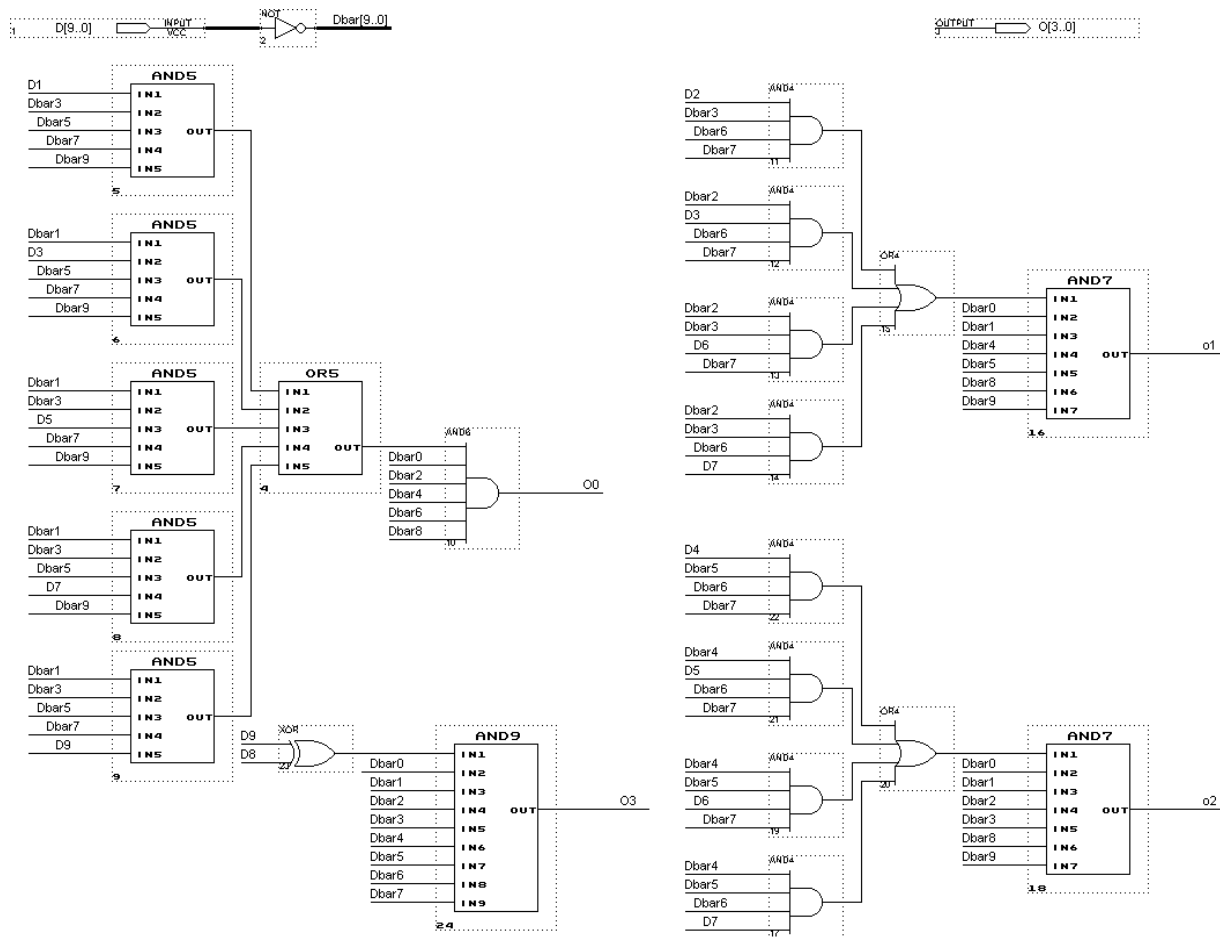 1 D[9..0] INPUT VCC
NOT 2 Dbar[9..0]
OUTPUT 3 O[3..0]
AND5
D1 IN1
Dbar3 IN2
Dbar5 IN3 OUT
Dbar7 IN4
Dbar9 IN5
5
AND5
Dbar1 IN1
D3 IN2
Dbar5 IN3 OUT
Dbar7 IN4
Dbar9 IN5
6
AND5
Dbar1 IN1
Dbar3 IN2
D5 IN3 OUT
Dbar7 IN4
Dbar9 IN5
7
AND5
Dbar1 IN1
Dbar3 IN2
Dbar5 IN3 OUT
D7 IN4
Dbar9 IN5
8
AND5
Dbar1 IN1
Dbar3 IN2
Dbar5 IN3 OUT
Dbar7 IN4
D9 IN5
9
OR5
IN1
IN2
IN3
IN4 OUT
IN5
4
AND6
Dbar0
Dbar2
Dbar4
Dbar6
Dbar8
10
O0
XOR
D9
D8
23
AND9
IN1
Dbar0 IN2
Dbar1 IN3
Dbar2 IN4 OUT
Dbar3 IN5
Dbar4 IN6
Dbar5 IN7
Dbar6 IN8
Dbar7 IN9
24
O3
AND4
D2
Dbar3
Dbar6
Dbar7
11
AND4
Dbar2
D3
Dbar6
Dbar7
12
AND4
Dbar2
Dbar3
D6
Dbar7
13
AND4
Dbar2
Dbar3
Dbar6
D7
14
OR4
15
AND7
IN1
Dbar0 IN2
Dbar1 IN3
Dbar4 IN4 OUT
Dbar5 IN5
Dbar8 IN6
Dbar9 IN7
16
o1
AND4
D4
Dbar5
Dbar6
Dbar7
22
AND4
Dbar4
D5
Dbar6
Dbar7
21
AND4
Dbar4
Dbar5
D6
Dbar7
19
AND4
Dbar4
Dbar5
Dbar6
D7
17
OR4
20
AND7
IN1
Dbar0 IN2
Dbar1 IN3
Dbar2 IN4 OUT
Dbar3 IN5
Dbar8 IN6
Dbar9 IN7
18
o2